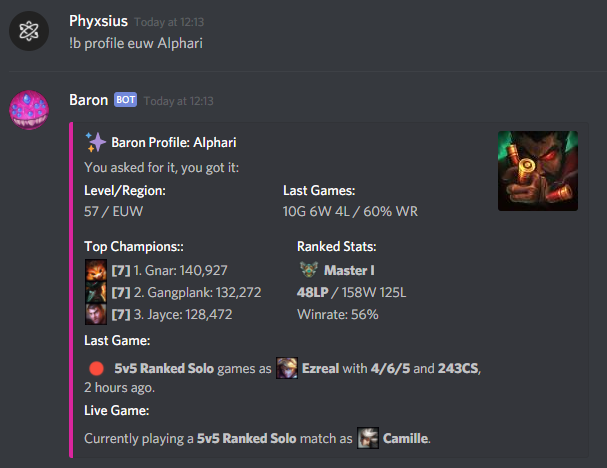 Phyxsius Today at 12:13
!b profile euw Alphari
Baron BOT Today at 12:13
Baron Profile: Alphari
You asked for it, you got it:
Level/Region:
57 / EUW
Last Games:
10G 6W 4L / 60% WR
Top Champions::
[7] 1. Gnar: 140,927
[7] 2. Gangplank: 132,272
[7] 3. Jayce: 128,472
Ranked Stats:
Master I
48LP / 158W 125L
Winrate: 56%
Last Game:
5v5 Ranked Solo games as Ezreal with 4/6/5 and 243CS,
2 hours ago.
Live Game:
Currently playing a 5v5 Ranked Solo match as Camille.